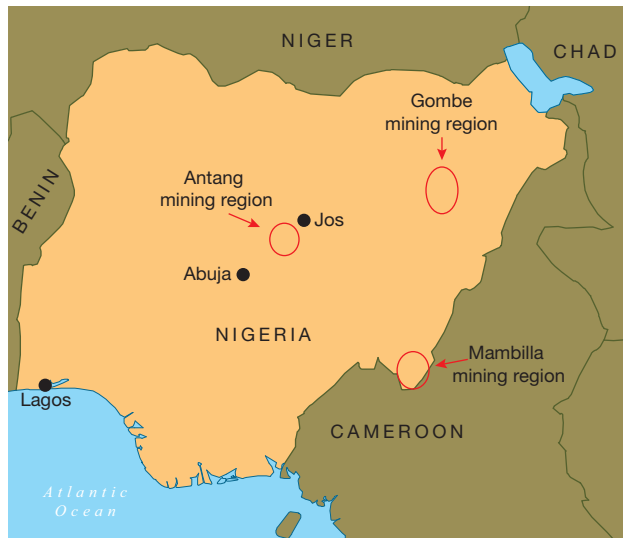 NIGER
CHAD
Gombe
mining region
BENIN
Antang
mining region
Jos
Abuja
NIGERIA
Mambilla
mining region
Lagos
CAMEROON
Atlantic
Ocean